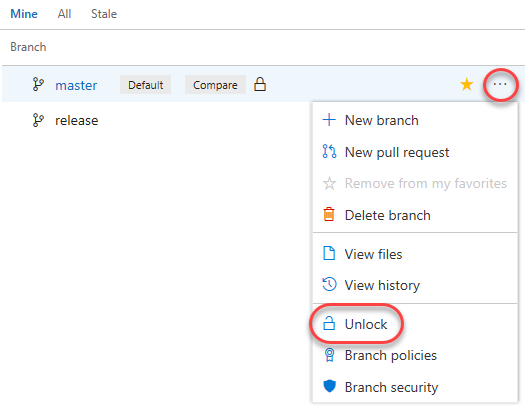 Mine All Stale
Branch
master Default Compare
release
New branch
New pull request
Remove from my favorites
Delete branch
View files
View history
Unlock
Branch policies
Branch security